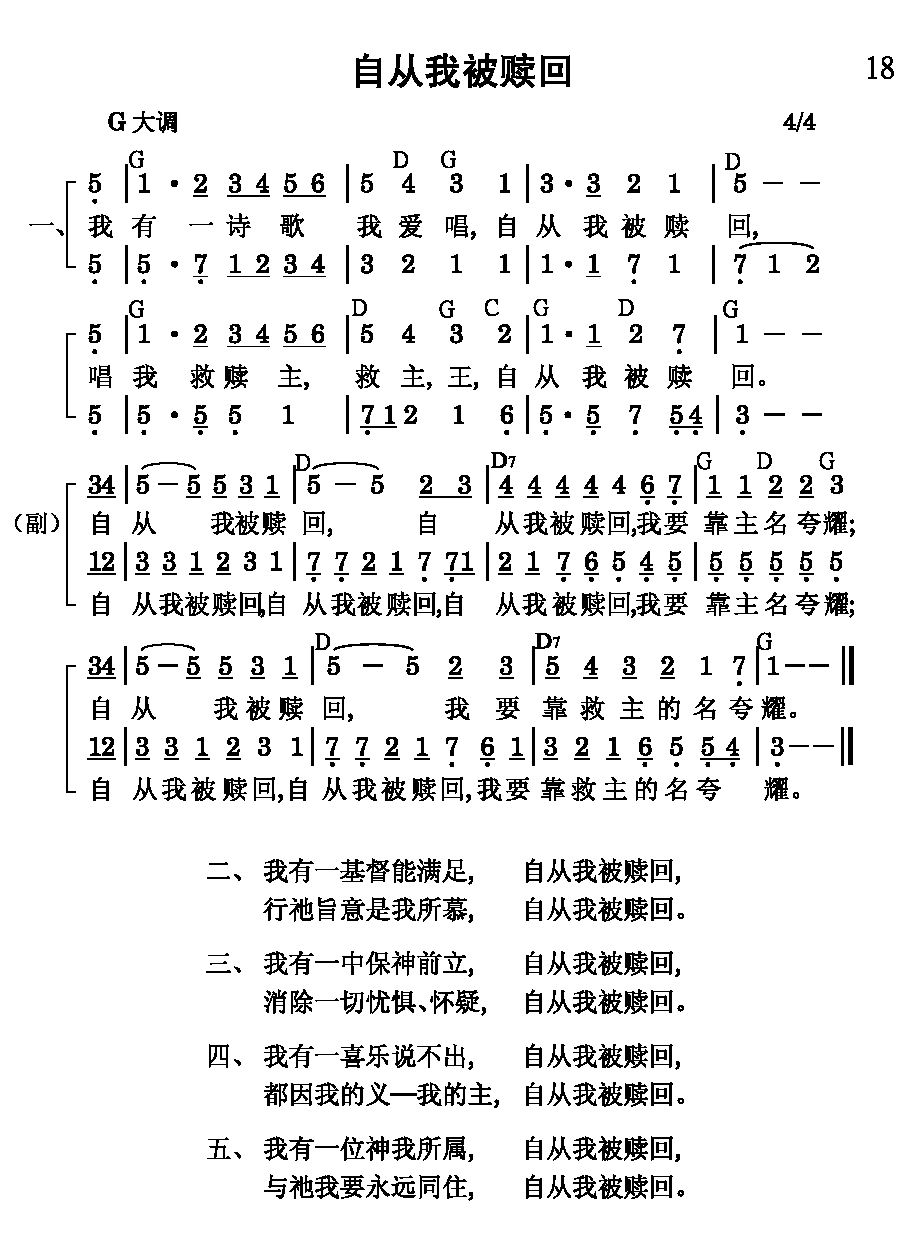 自从我被赎回
18
G 大调 4/4
G D G D
5 | 1 · 2 3 4 5 6 | 5 4 3 1 | 3 · 3 2 1 | 5 — —
一、 我 有 一 诗 歌 我 爱 唱, 自 从 我 被 赎 回,
5 | 5 · 7 1 2 3 4 | 3 2 1 1 | 1 · 1 7 1 | 7 1 2
G D G C G D G
5 | 1 · 2 3 4 5 6 | 5 4 3 2 | 1 · 1 2 7 | 1 — —
唱 我 救 赎 主, 救 主, 王, 自 从 我 被 赎 回。
5 | 5 · 5 5 1 | 7 1 2 1 6 | 5 · 5 7 5 4 | 3 — —
D D7 G D G
3 4 | 5 — 5 5 3 1 | 5 — 5 2 3 | 4 4 4 4 4 6 7 | 1 1 2 2 3
（副） 自 从 我被赎 回, 自 从我被赎回,我要 靠主名夸耀;
1 2 | 3 3 1 2 3 1 | 7 7 2 1 7 7 1 | 2 1 7 6 5 4 5 | 5 5 5 5 5
自 从我被赎回,自 从我被赎回,自 从我被赎回,我要 靠主名夸耀;
D D7 G
3 4 | 5 — 5 5 3 1 | 5 — 5 2 3 | 5 4 3 2 1 7 | 1 — — ‖
自 从 我 被 赎 回, 我 要 靠 救 主 的 名 夸 耀。
1 2 | 3 3 1 2 3 1 | 7 7 2 1 7 6 1 | 3 2 1 6 5 5 4 | 3 — — ‖
自 从 我 被 赎 回,自 从 我 被 赎 回,我 要 靠 救 主 的 名 夸 耀。
二、 我有一基督能满足, 自从我被赎回,
行祂旨意是我所慕, 自从我被赎回。
三、 我有一中保神前立, 自从我被赎回,
消除一切忧惧、怀疑, 自从我被赎回。
四、 我有一喜乐说不出, 自从我被赎回,
都因我的义—我的主, 自从我被赎回。
五、 我有一位神我所属, 自从我被赎回,
与祂我要永远同住, 自从我被赎回。